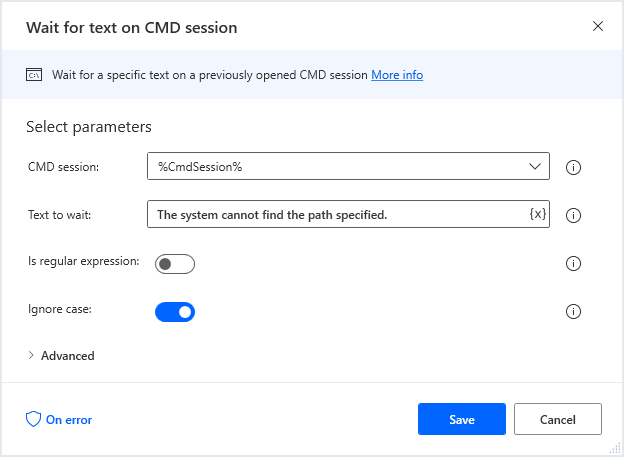 Wait for text on CMD session
C:\ Wait for a specific text on a previously opened CMD session More info
Select parameters
CMD session: %CmdSession%
Text to wait: The system cannot find the path specified. {x}
Is regular expression:
Ignore case:
Advanced
On error Save Cancel